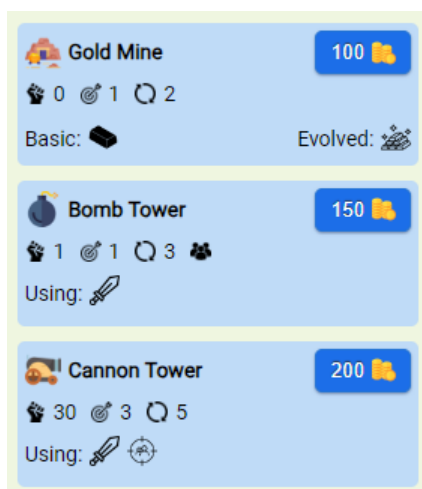 Gold Mine 100
0 1 2
Basic: Evolved:
Bomb Tower 150
1 1 3
Using:
Cannon Tower 200
30 3 5
Using: